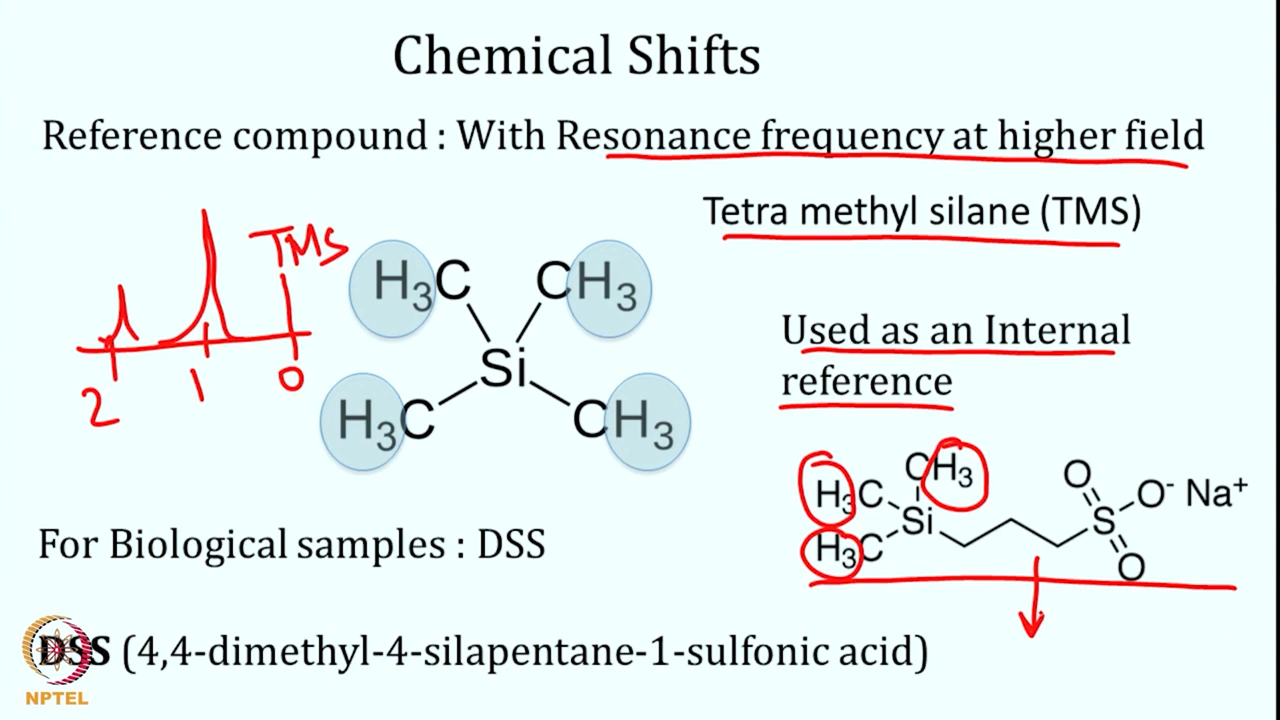 Chemical Shifts
Reference compound : With Resonance frequency at higher field
Tetra methyl silane (TMS)
TMS
2 1 0
H₃C CH₃
Si
H₃C CH₃
Used as an Internal
reference
CH₃
H₃C
Si
H₃C
O
S
O⁻ Na⁺
O
For Biological samples : DSS
DSS (4,4-dimethyl-4-silapentane-1-sulfonic acid)
NPTEL